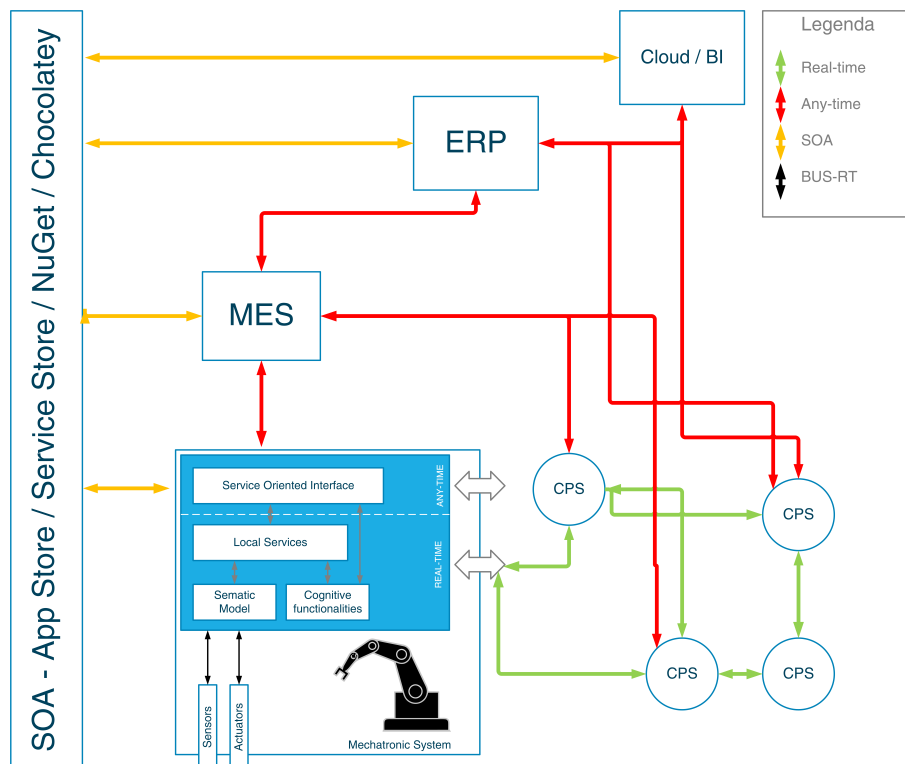 SOA - App Store / Service Store / NuGet / Chocolatey
Cloud / BI
Legenda
Real-time
Any-time
SOA
BUS-RT
ERP
MES
Service Oriented Interface
ANY-TIME
Local Services
REAL-TIME
Sematic
Model
Cognitive
functionalities
CPS
CPS
CPS
CPS
Sensors
Actuators
Mechatronic System